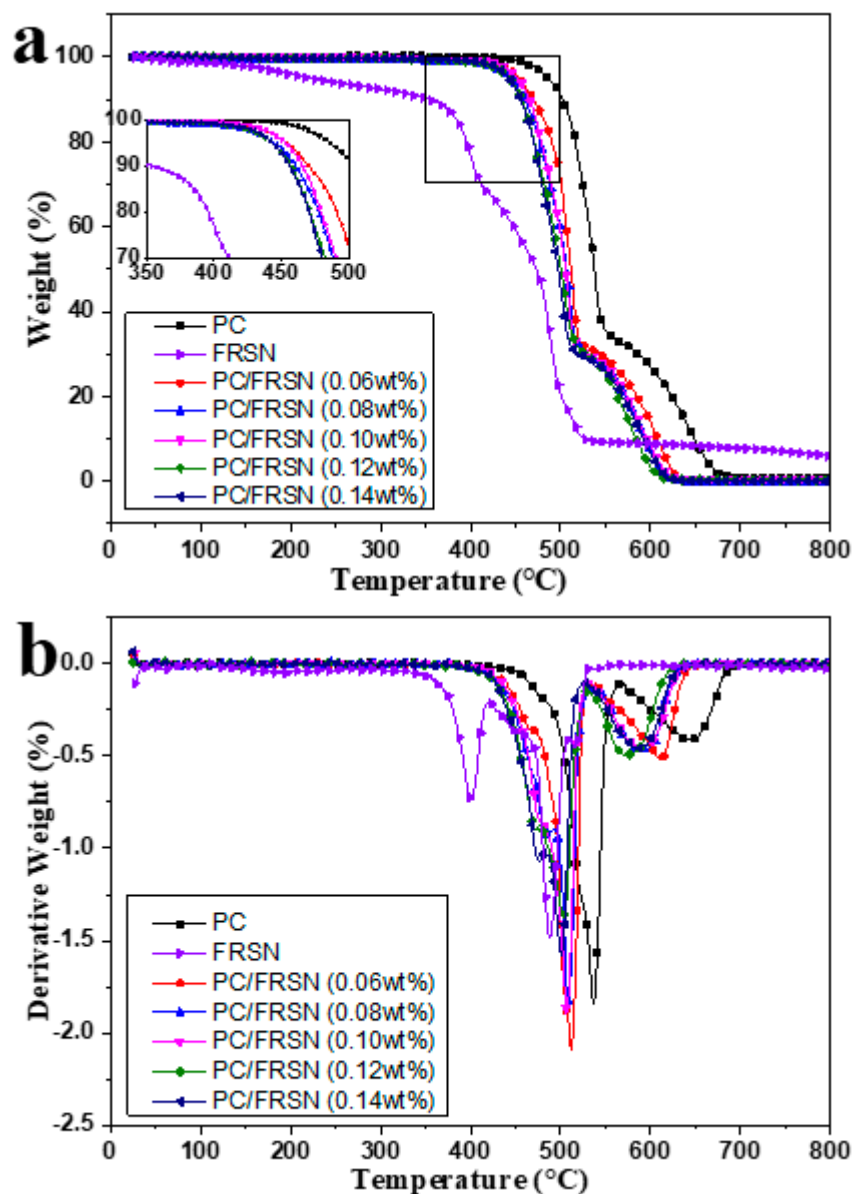 a
Weight (%)
100
80
60
40
20
0
100
90
80
70
350 400 450 500
PC
FRSN
PC/FRSN (0.06wt%)
PC/FRSN (0.08wt%)
PC/FRSN (0.10wt%)
PC/FRSN (0.12wt%)
PC/FRSN (0.14wt%)
0 100 200 300 400 500 600 700 800
Temperature (°C)
b
Derivative Weight (%)
0.0
-0.5
-1.0
-1.5
-2.0
-2.5
PC
FRSN
PC/FRSN (0.06wt%)
PC/FRSN (0.08wt%)
PC/FRSN (0.10wt%)
PC/FRSN (0.12wt%)
PC/FRSN (0.14wt%)
0 100 200 300 400 500 600 700 800
Temperature (°C)